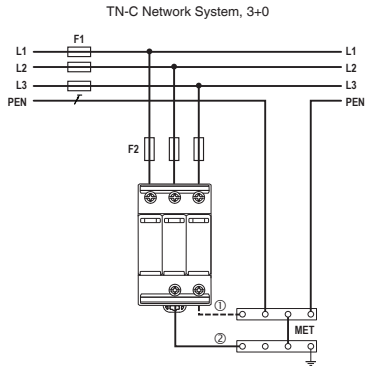 TN-C Network System, 3+0
F1
L1 L1
L2 L2
L3 L3
PEN PEN
F2
①
MET
②